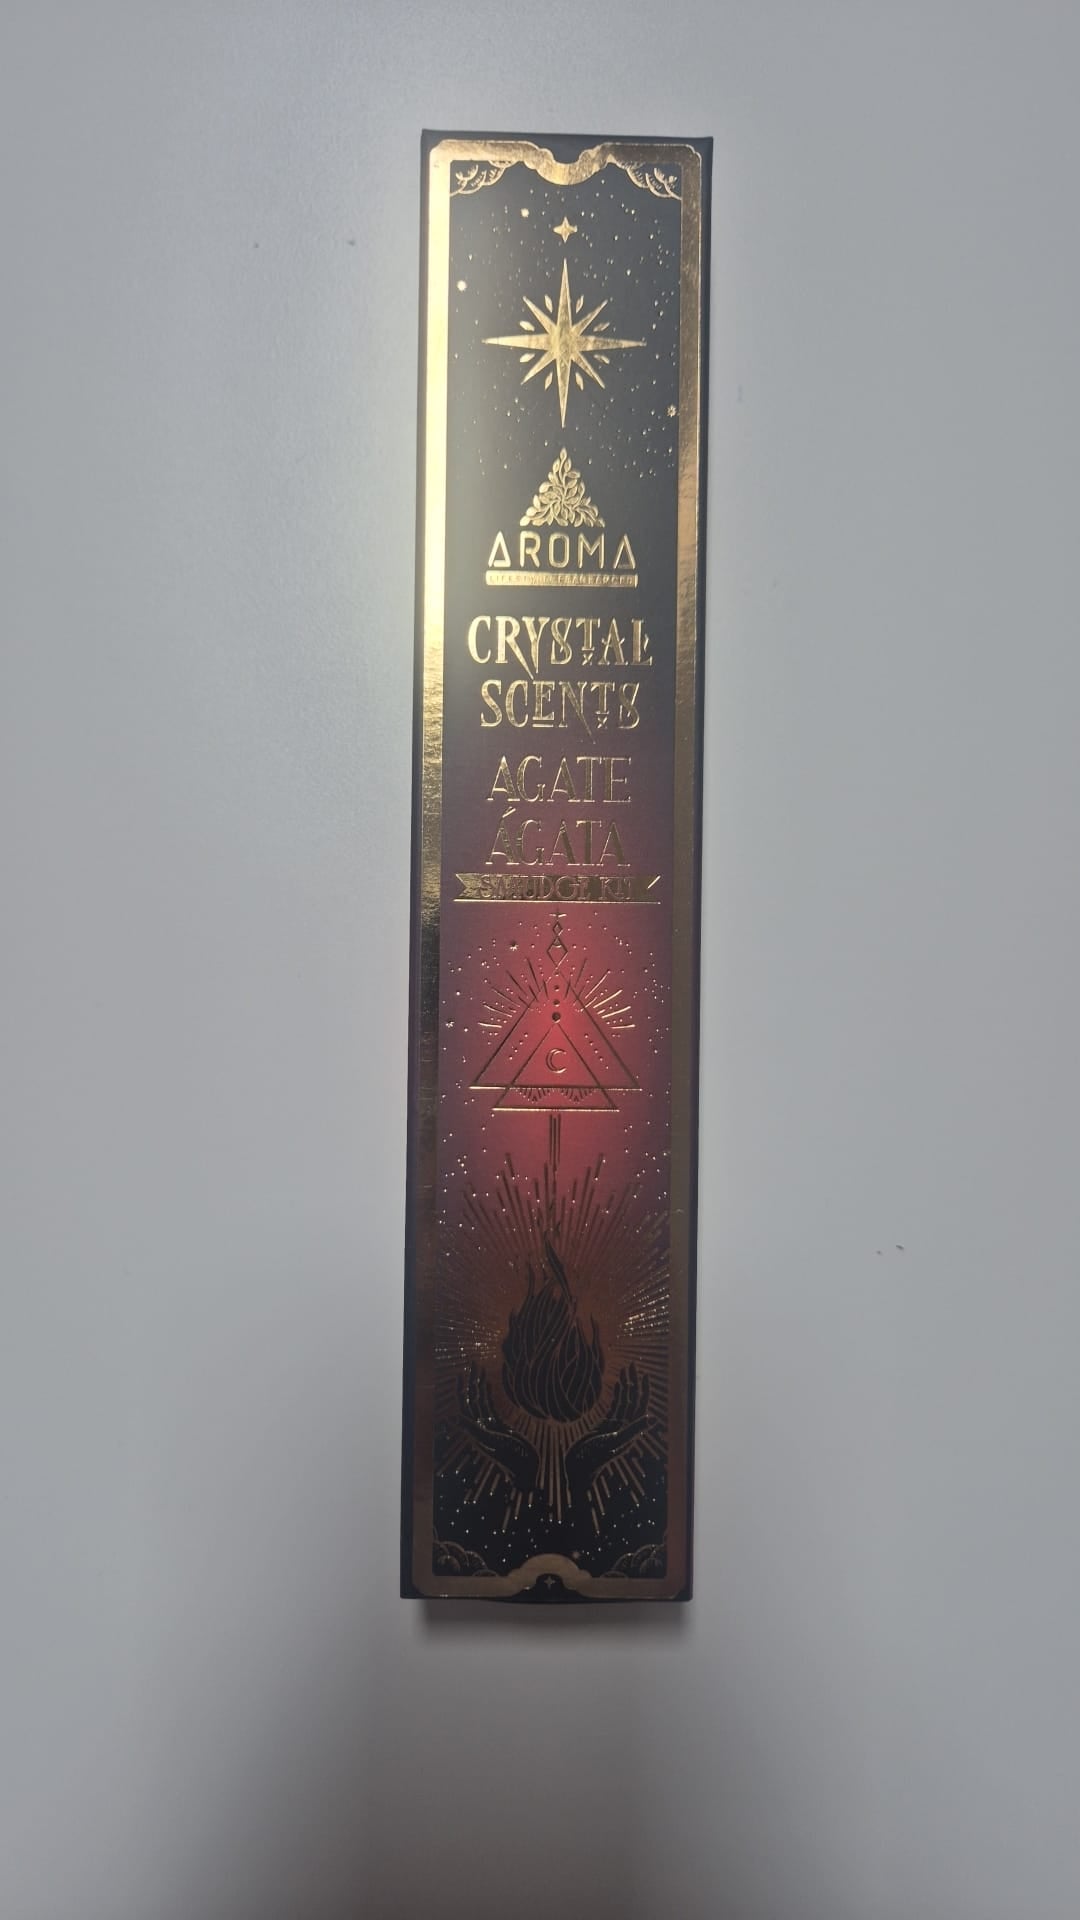 AROMA
CRYSTAL
SCENTS
AGATE
ÁGATA
SMUDGE KIT